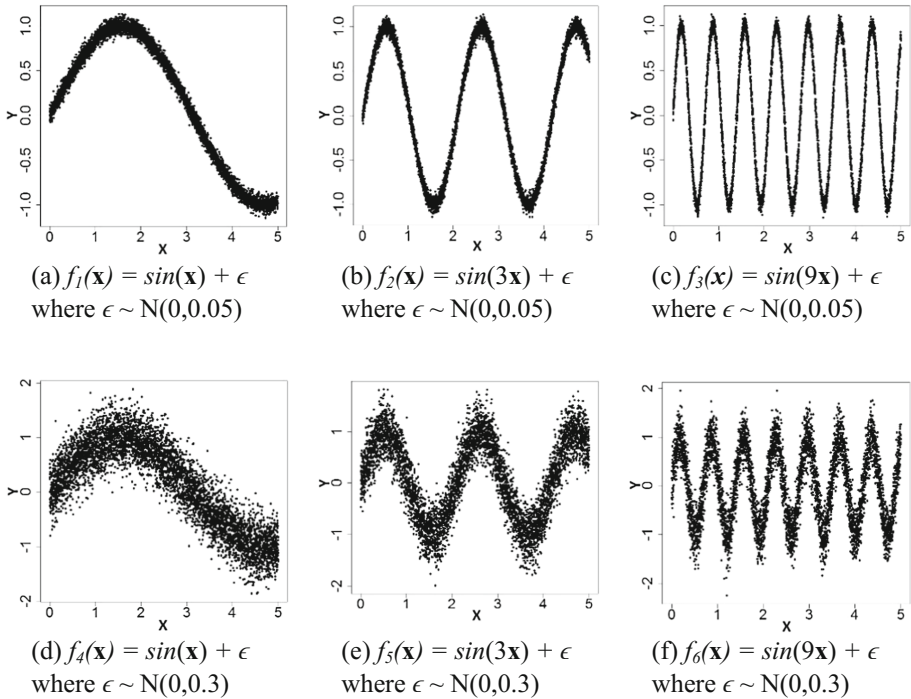 1.0
0.5
0.0
-0.5
-1.0
Y
0 1 2 3 4 5
X
(a) f1(x) = sin(x) + ϵ
where ϵ ~ N(0,0.05)
1.0
0.5
0.0
-0.5
-1.0
Y
0 1 2 3 4 5
X
(b) f2(x) = sin(3x) + ϵ
where ϵ ~ N(0,0.05)
1.0
0.5
0.0
-0.5
-1.0
Y
0 1 2 3 4 5
X
(c) f3(x) = sin(9x) + ϵ
where ϵ ~ N(0,0.05)
2
1
0
-1
-2
Y
0 1 2 3 4 5
X
(d) f4(x) = sin(x) + ϵ
where ϵ ~ N(0,0.3)
1
0
-1
-2
Y
0 1 2 3 4 5
X
(e) f5(x) = sin(3x) + ϵ
where ϵ ~ N(0,0.3)
2
1
0
-1
-2
Y
0 1 2 3 4 5
X
(f) f6(x) = sin(9x) + ϵ
where ϵ ~ N(0,0.3)